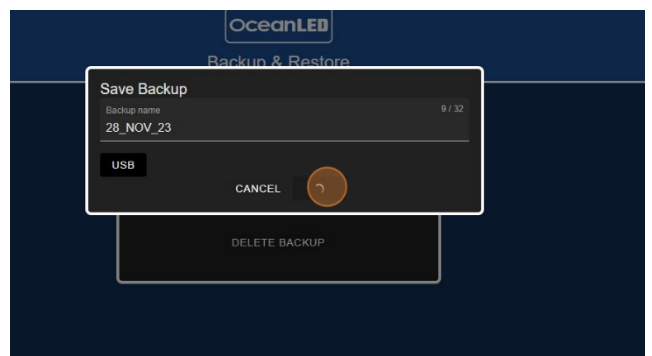 OceanLED
Backup & Restore
Save Backup
Backup name 9 / 32
28_NOV_23
USB
CANCEL
DELETE BACKUP